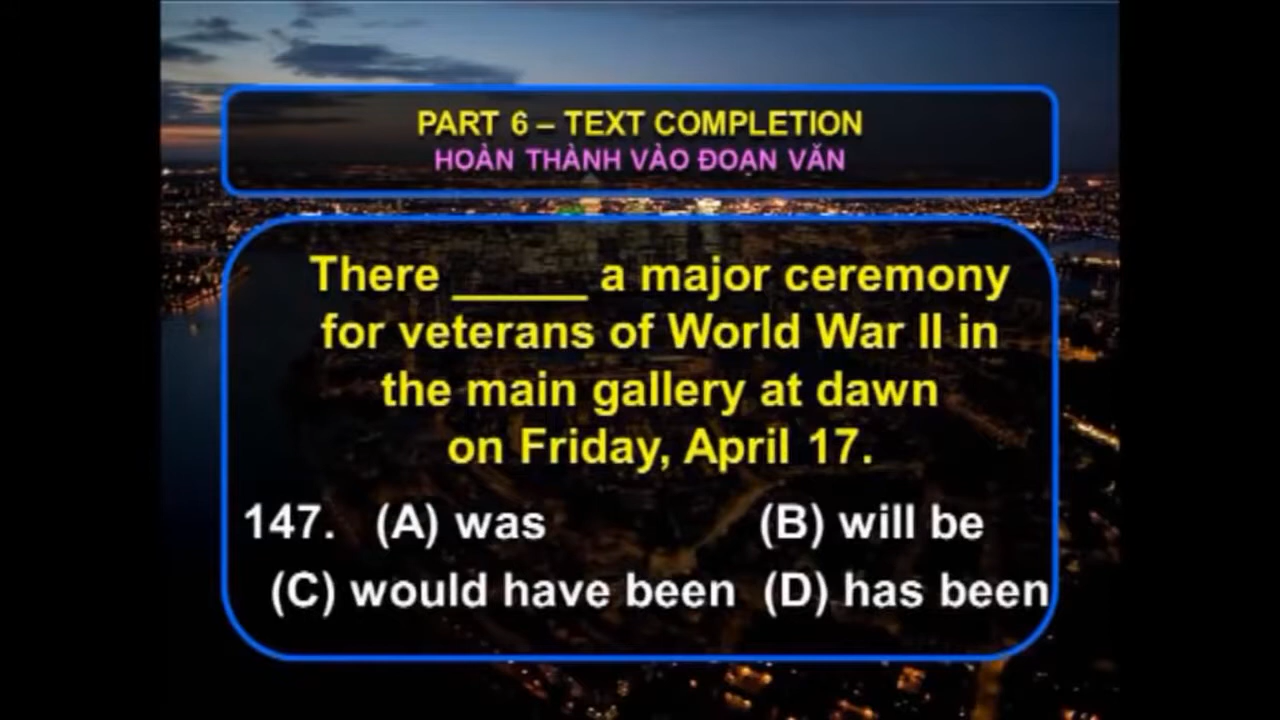 PART 6 – TEXT COMPLETION
HOÀN THÀNH VÀO ĐOẠN VĂN
There ______ a major ceremony
for veterans of World War II in
the main gallery at dawn
on Friday, April 17.
147. (A) was (B) will be
(C) would have been (D) has been